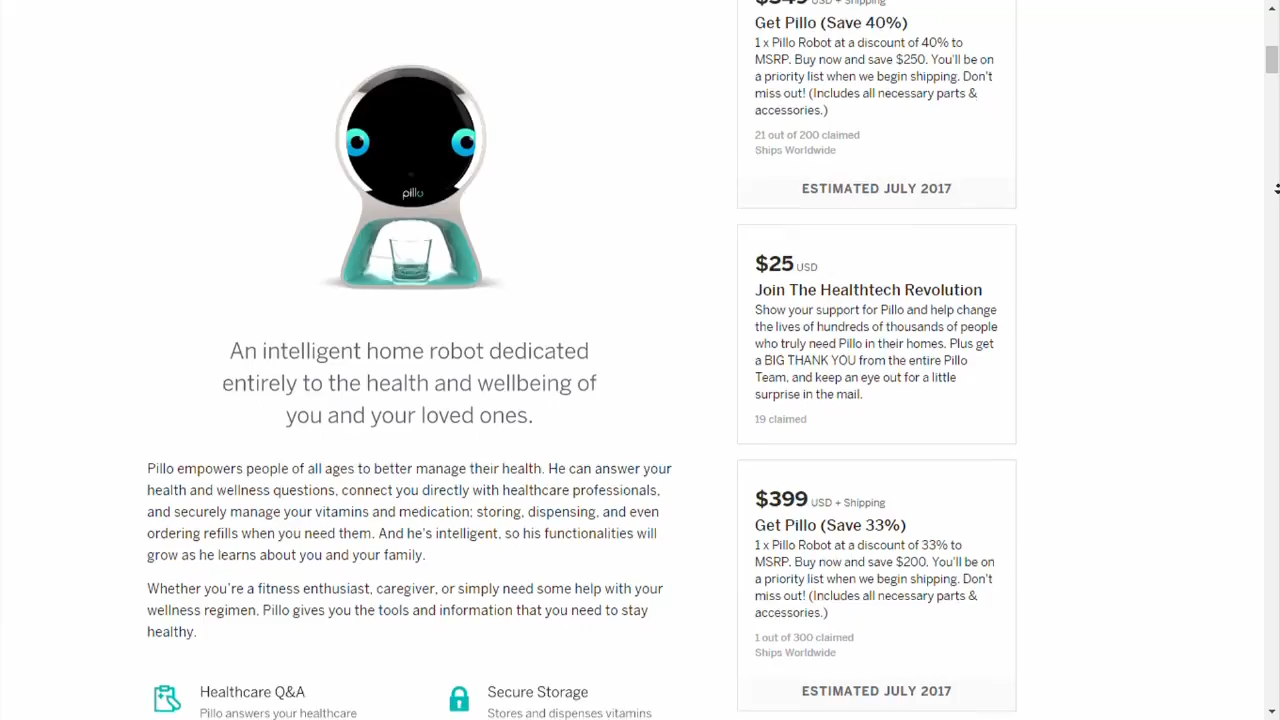 pillo
An intelligent home robot dedicated
entirely to the health and wellbeing of
you and your loved ones.
Pillo empowers people of all ages to better manage their health. He can answer your
health and wellness questions, connect you directly with healthcare professionals,
and securely manage your vitamins and medication; storing, dispensing, and even
ordering refills when you need them. And he's intelligent, so his functionalities will
grow as he learns about you and your family.
Whether you're a fitness enthusiast, caregiver, or simply need some help with your
wellness regimen, Pillo gives you the tools and information that you need to stay
healthy.
Healthcare Q&A
Pillo answers your healthcare
Secure Storage
Stores and dispenses vitamins
$349 USD + Shipping
Get Pillo (Save 40%)
1 x Pillo Robot at a discount of 40% to
MSRP. Buy now and save $250. You'll be on
a priority list when we begin shipping. Don't
miss out! (Includes all necessary parts &
accessories.)
21 out of 200 claimed
Ships Worldwide
ESTIMATED JULY 2017
$25 USD
Join The Healthtech Revolution
Show your support for Pillo and help change
the lives of hundreds of thousands of people
who truly need Pillo in their homes. Plus get
a BIG THANK YOU from the entire Pillo
Team, and keep an eye out for a little
surprise in the mail.
19 claimed
$399 USD + Shipping
Get Pillo (Save 33%)
1 x Pillo Robot at a discount of 33% to
MSRP. Buy now and save $200. You'll be on
a priority list when we begin shipping. Don't
miss out! (Includes all necessary parts &
accessories.)
1 out of 300 claimed
Ships Worldwide
ESTIMATED JULY 2017